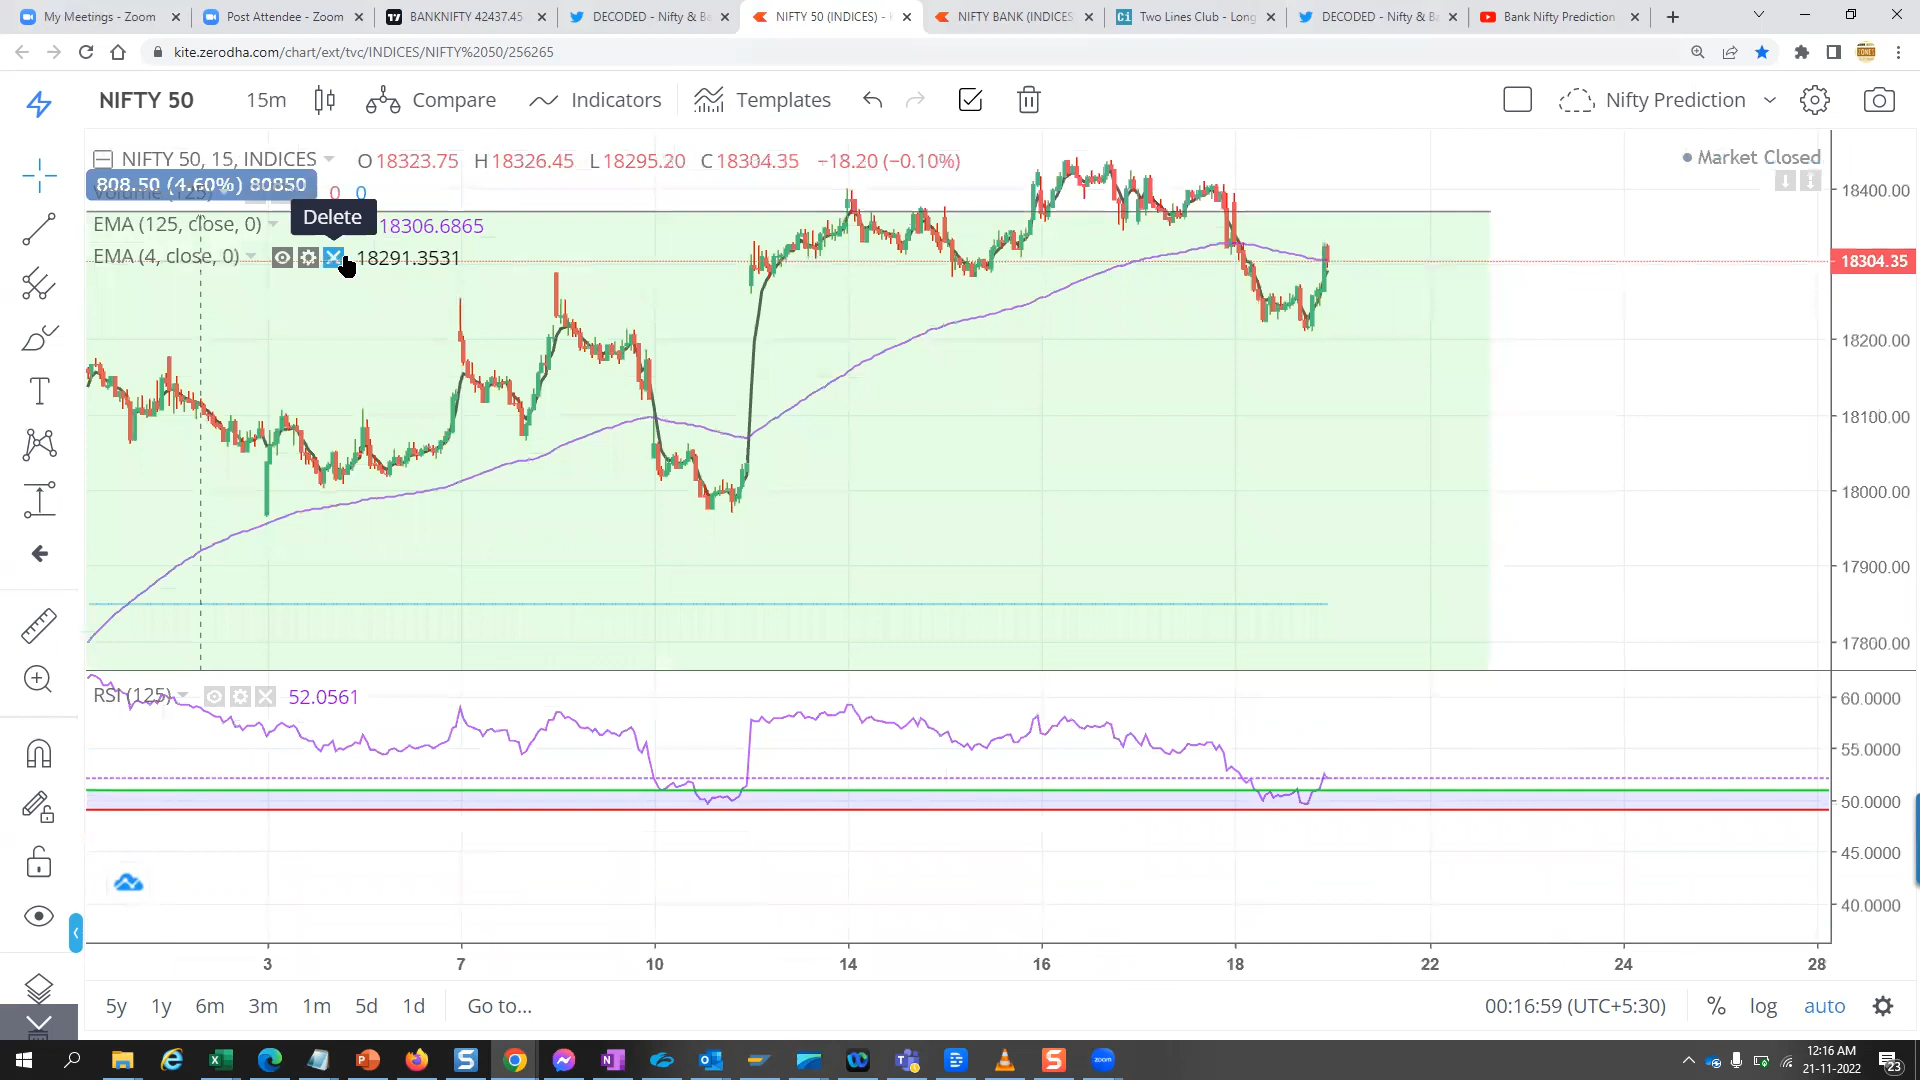 My Meetings - Zoom
Post Attendee - Zoom
BANKNIFTY 42437.45
DECODED - Nifty & Ba
NIFTY 50 (INDICES) -
NIFTY BANK (INDICES
Two Lines Club - Long
DECODED - Nifty & Ba
Bank Nifty Prediction
kite.zerodha.com/chart/ext/tvc/INDICES/NIFTY%2050/256265
NIFTY 50
15m
Compare
Indicators
Templates
Nifty Prediction
NIFTY 50, 15, INDICES
O 18323.75 H 18326.45 L 18295.20 C 18304.35 −18.20 (−0.10%)
Market Closed
808.50 (4.60%) 80850
Volume (125)
0 0
Delete
EMA (125, close, 0)
18306.6865
EMA (4, close, 0)
18291.3531
18400.00
18304.35
18200.00
18100.00
18000.00
17900.00
17800.00
RSI (125)
52.0561
60.0000
55.0000
50.0000
45.0000
40.0000
3 7 10 14 16 18 22 24 28
5y 1y 6m 3m 1m 5d 1d Go to...
00:16:59 (UTC+5:30)
% log auto
12:16 AM
21-11-2022
23
zoom